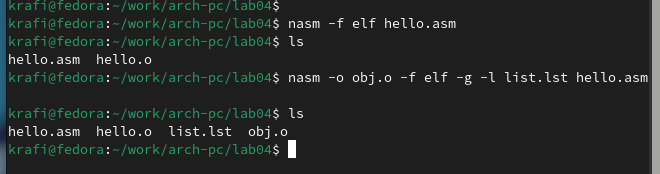 krafi@fedora:~/work/arch-pc/lab04$
krafi@fedora:~/work/arch-pc/lab04$ nasm -f elf hello.asm
krafi@fedora:~/work/arch-pc/lab04$ ls
hello.asm  hello.o
krafi@fedora:~/work/arch-pc/lab04$ nasm -o obj.o -f elf -g -l list.lst hello.asm
krafi@fedora:~/work/arch-pc/lab04$ ls
hello.asm  hello.o  list.lst  obj.o
krafi@fedora:~/work/arch-pc/lab04$